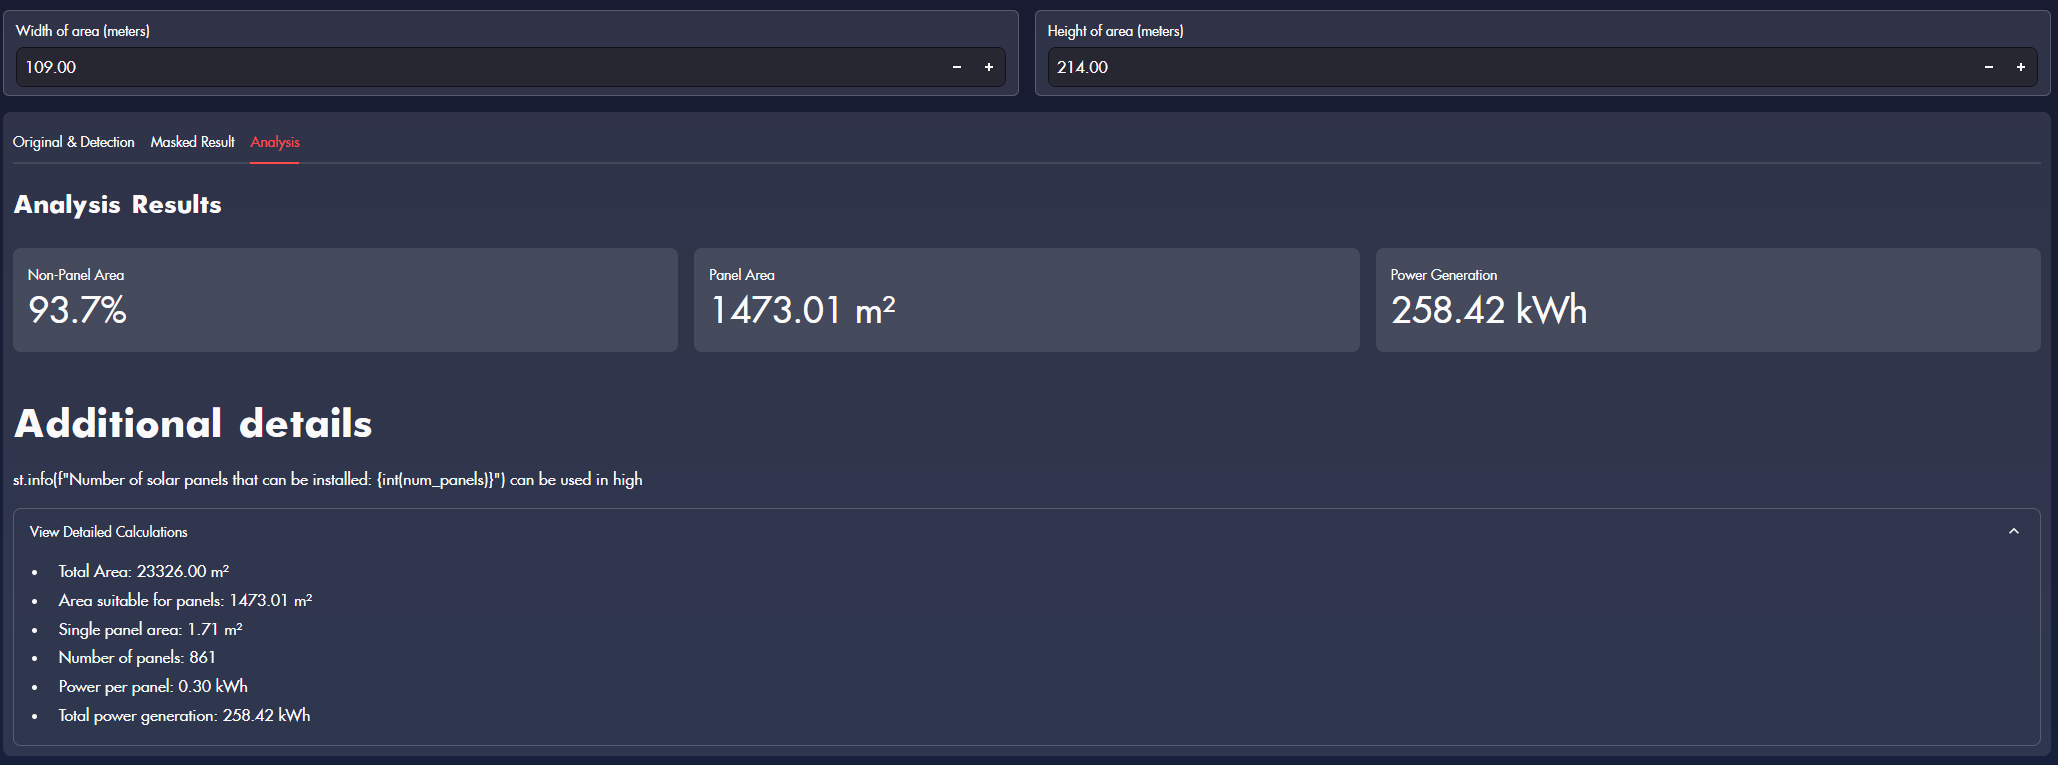 Width of area (meters)
Height of area (meters)
109.00 − +
214.00 − +
Original & Detection Masked Result Analysis
Analysis Results
Non-Panel Area
93.7%
Panel Area
1473.01 m²
Power Generation
258.42 kWh
Additional details
st.info(f"Number of solar panels that can be installed: {int(num_panels)}") can be used in high
View Detailed Calculations
• Total Area: 23326.00 m²
• Area suitable for panels: 1473.01 m²
• Single panel area: 1.71 m²
• Number of panels: 861
• Power per panel: 0.30 kWh
• Total power generation: 258.42 kWh